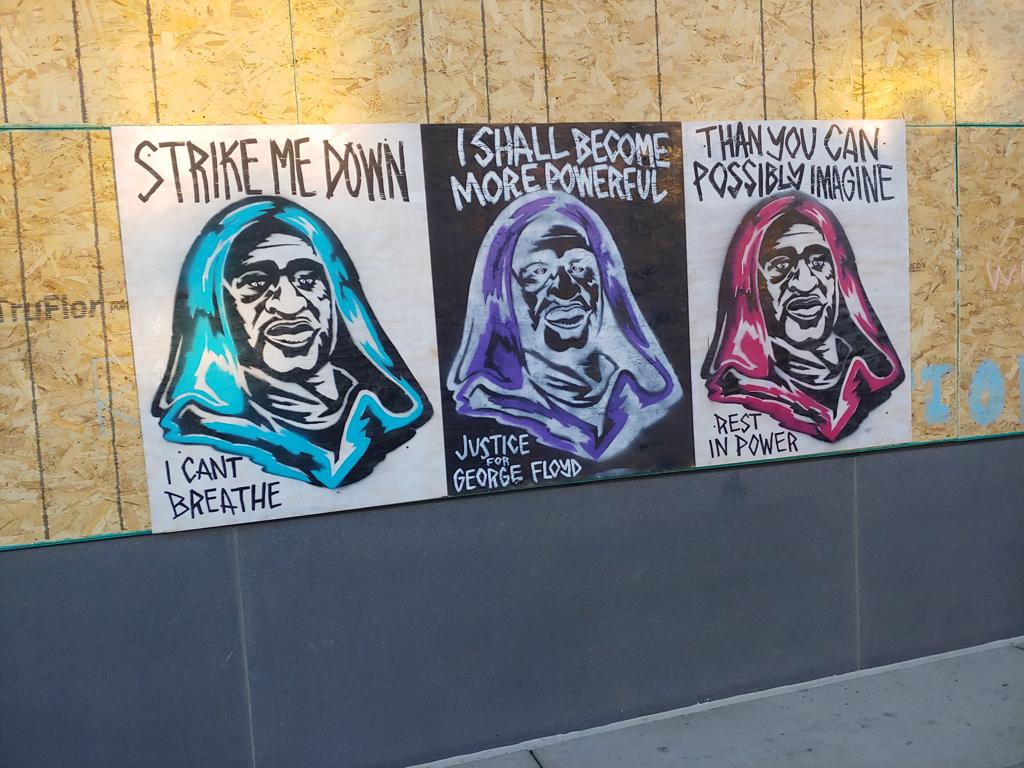 STRIKE ME DOWN
I CANT
BREATHE
I SHALL BECOME
MORE POWERFUL
JUSTICE
FOR
GEORGE FLOYD
THAN YOU CAN
POSSIBLY IMAGINE
REST
IN POWER
TruFlor